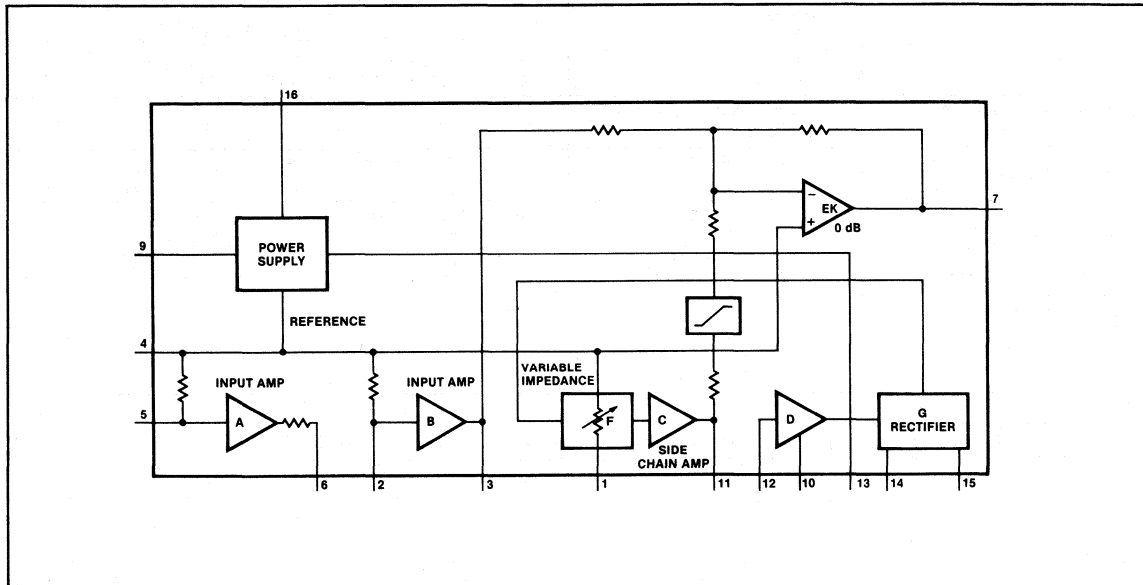 16
7
−
EK
+
0 dB
9
POWER
SUPPLY
REFERENCE
4
INPUT AMP
INPUT AMP
VARIABLE
IMPEDANCE
5
A
B
F
C
D
G
RECTIFIER
SIDE
CHAIN AMP
6
2
3
1
11
12
10
13
14
15